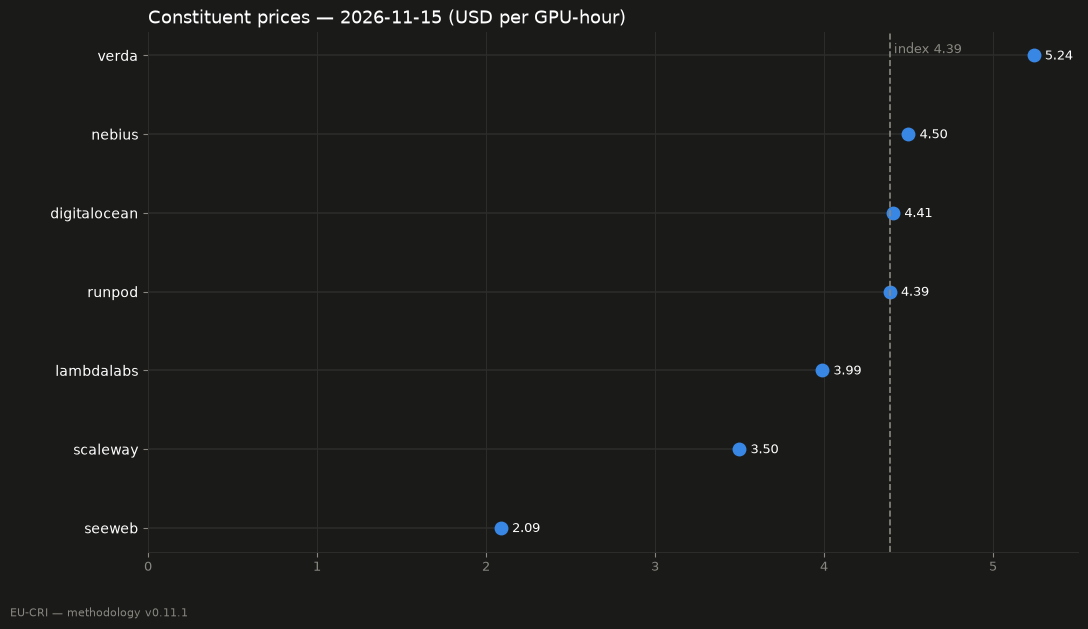 Constituent prices — 2026-11-15 (USD per GPU-hour)
index 4.39
verda 5.24
nebius 4.50
digitalocean 4.41
runpod 4.39
lambdalabs 3.99
scaleway 3.50
seeweb 2.09
0 1 2 3 4 5
EU-CRI — methodology v0.11.1